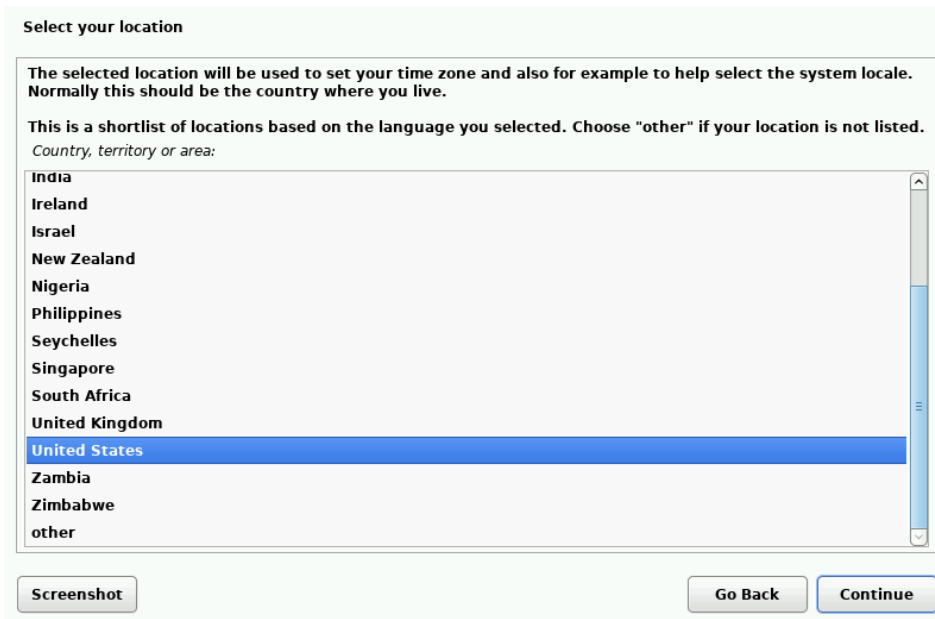 Select your location
The selected location will be used to set your time zone and also for example to help select the system locale.
Normally this should be the country where you live.
This is a shortlist of locations based on the language you selected. Choose "other" if your location is not listed.
Country, territory or area:
India
Ireland
Israel
New Zealand
Nigeria
Philippines
Seychelles
Singapore
South Africa
United Kingdom
United States
Zambia
Zimbabwe
other
Screenshot
Go Back
Continue